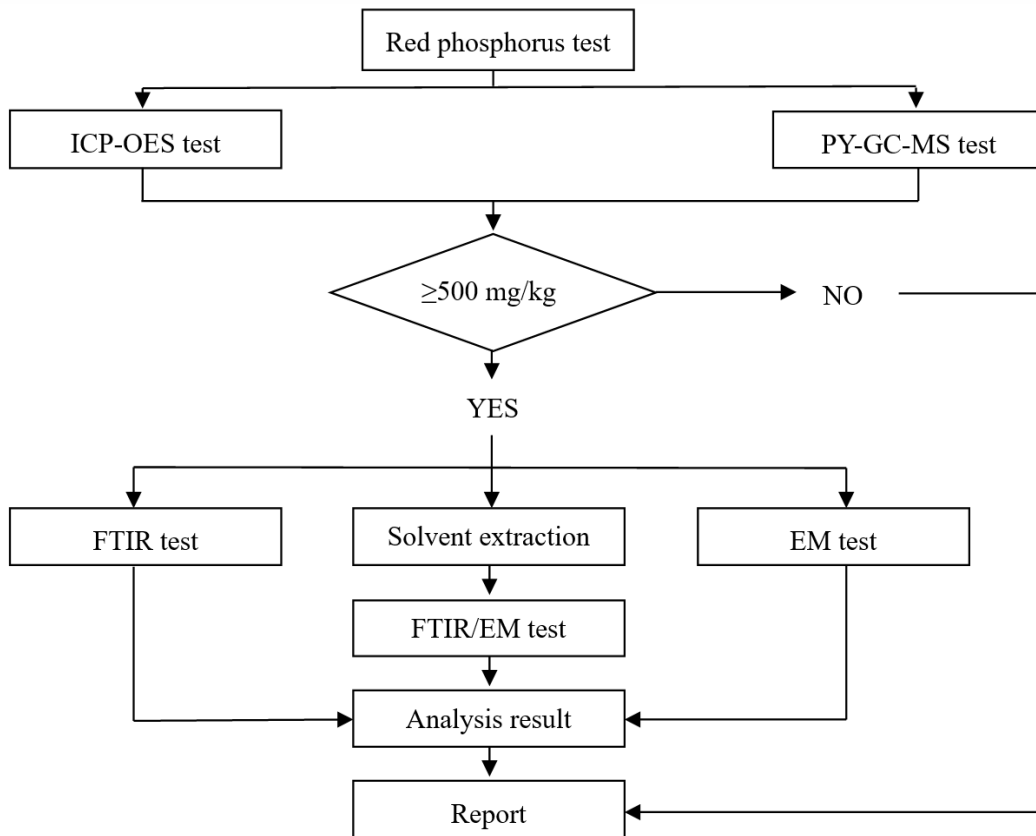 Red phosphorus test
ICP-OES test
PY-GC-MS test
≥500 mg/kg
NO
YES
FTIR test
Solvent extraction
EM test
FTIR/EM test
Analysis result
Report